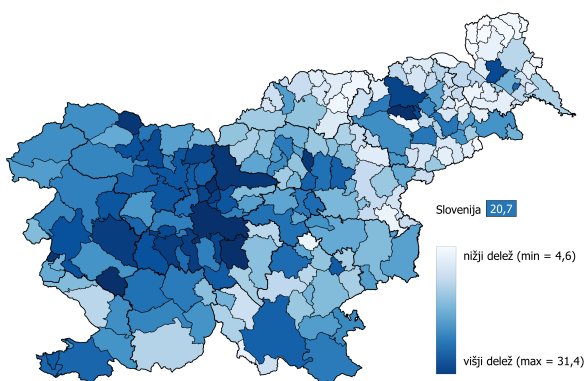 Slovenija 20,7
nižji delež (min = 4,6)
višji delež (max = 31,4)